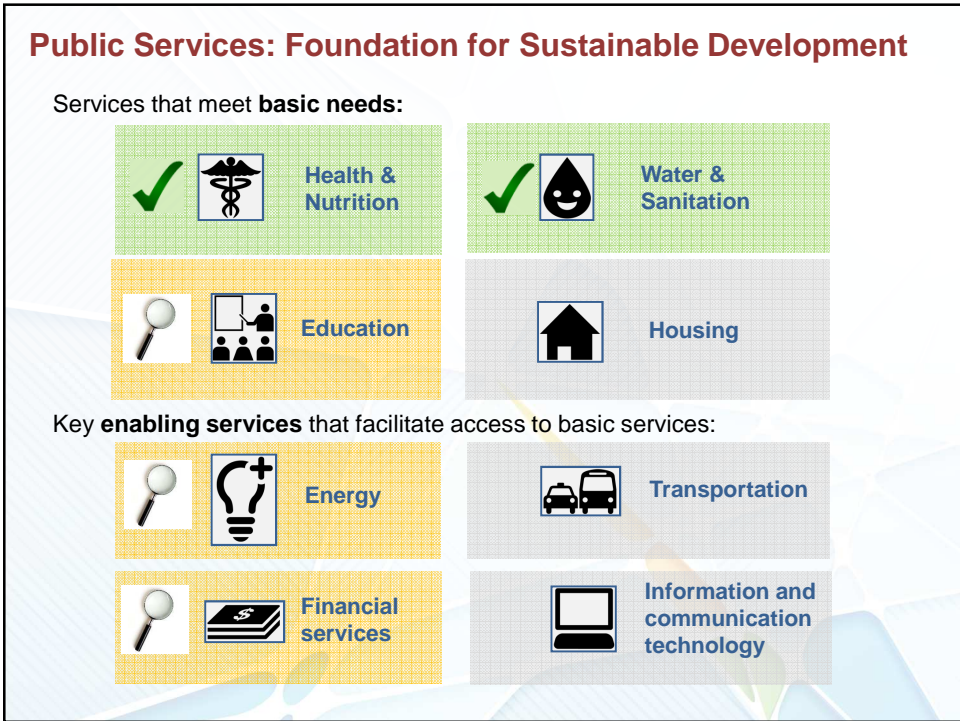 Public Services: Foundation for Sustainable Development
Services that meet basic needs:
Health &
Nutrition
Water &
Sanitation
Education
Housing
Key enabling services that facilitate access to basic services:
Energy
Transportation
$
Financial
services
Information and
communication
technology